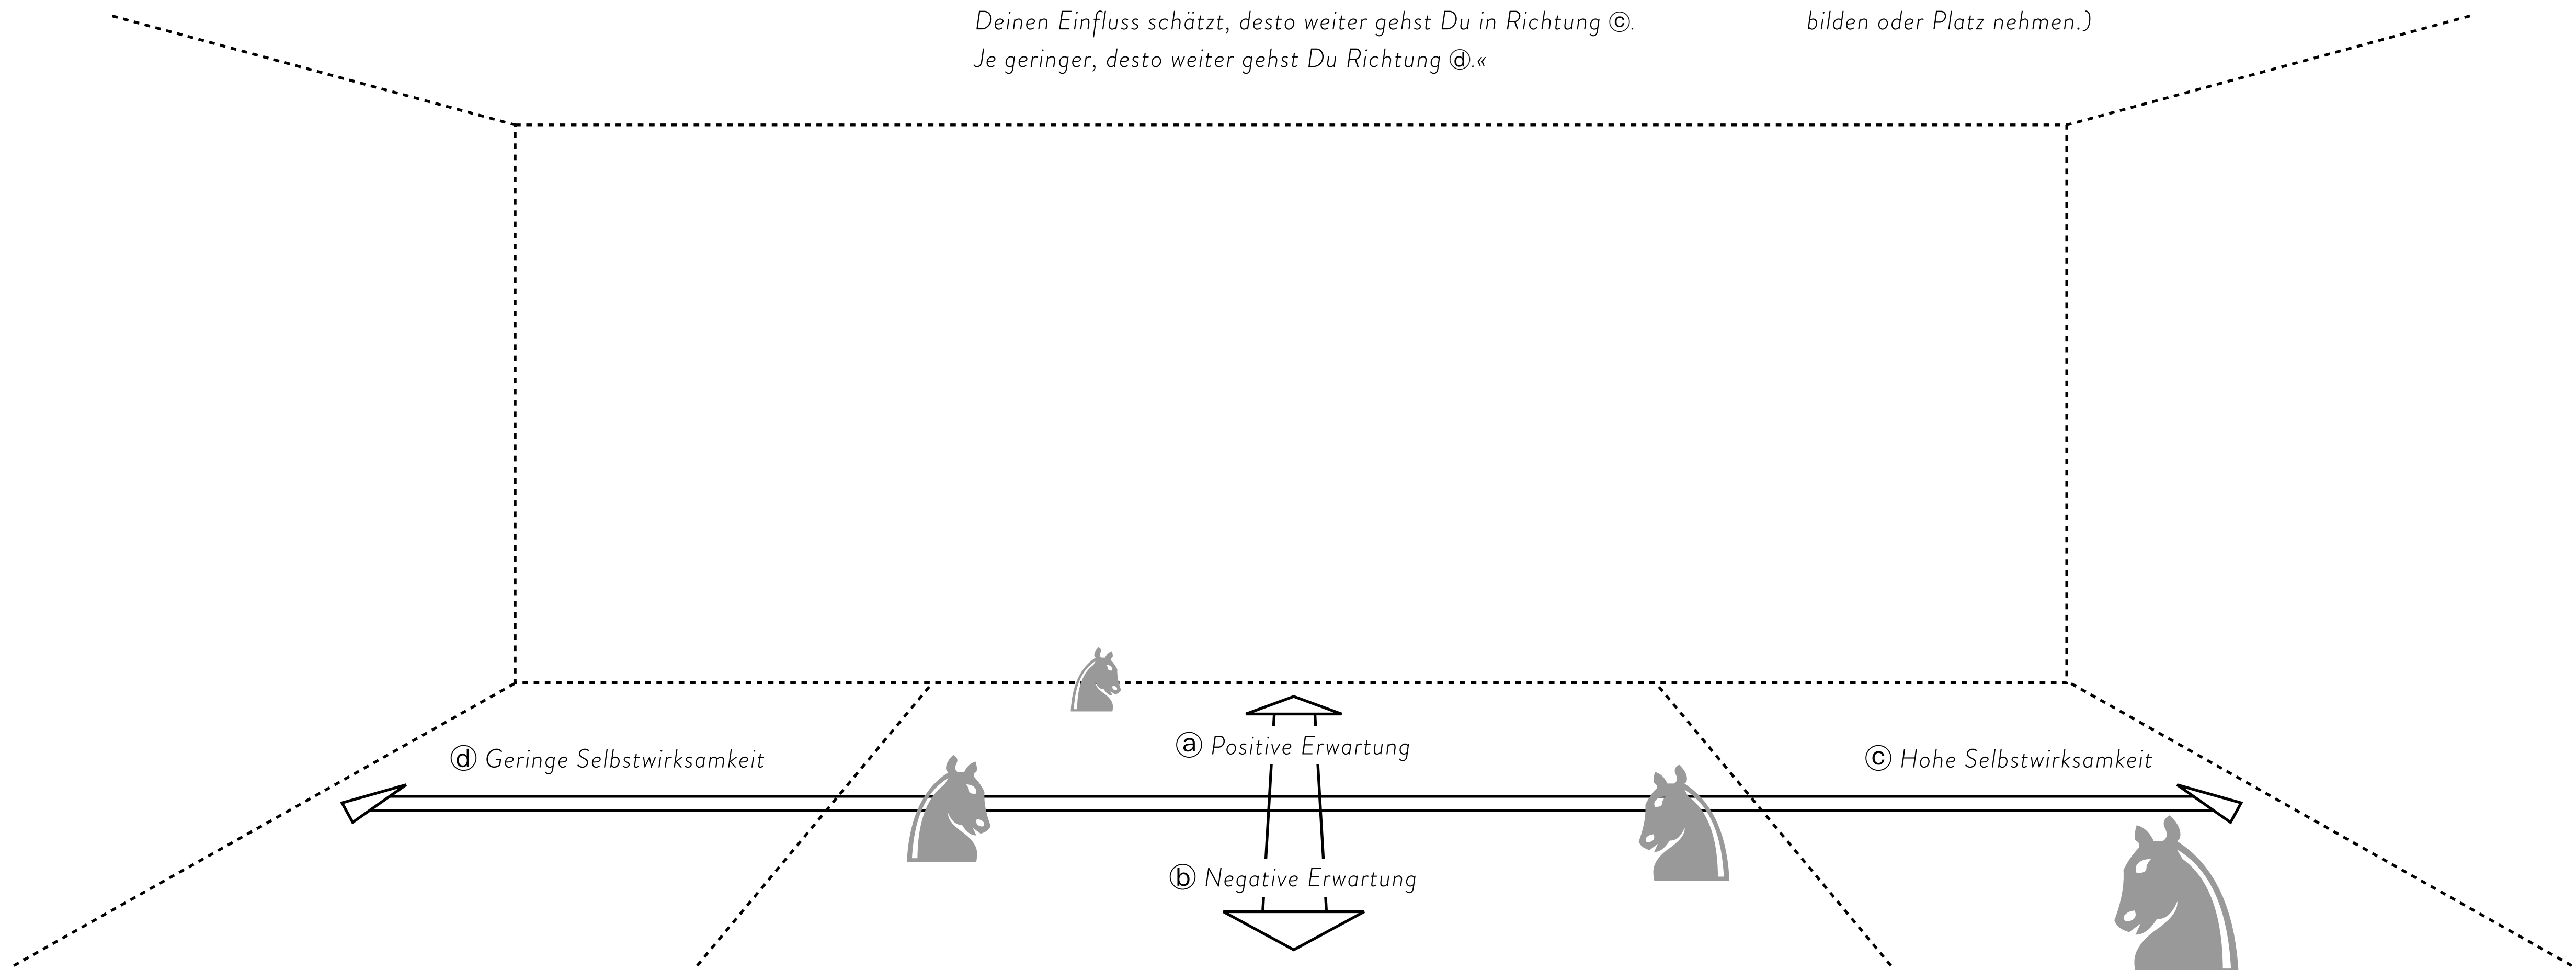 Deinen Einfluss schätzt, desto weiter gehst Du in Richtung ⓒ.
Je geringer, desto weiter gehst Du Richtung ⓓ.«
bilden oder Platz nehmen.)
ⓐ Positive Erwartung
ⓓ Geringe Selbstwirksamkeit
ⓒ Hohe Selbstwirksamkeit
ⓑ Negative Erwartung